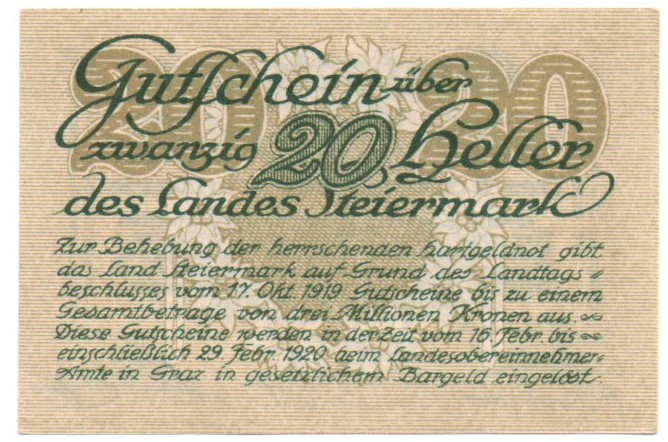 20 20
Gutschein über
zwanzig 20 Heller
des Landes Steiermark
Zur Behebung der herrschenden Hartgeldnot gibt
das Land Steiermark auf Grund des Landtags-
beschlusses vom 17. Okt. 1919 Gutscheine bis zu einem
Gesamtbetrage von drei Millionen Kronen aus.
Diese Gutscheine werden in der Zeit vom 16. Febr. bis
einschließlich 29. Febr. 1920 beim Landesobereinnehmer-
Amte in Graz in gesetzlichem Bargeld eingelöst.